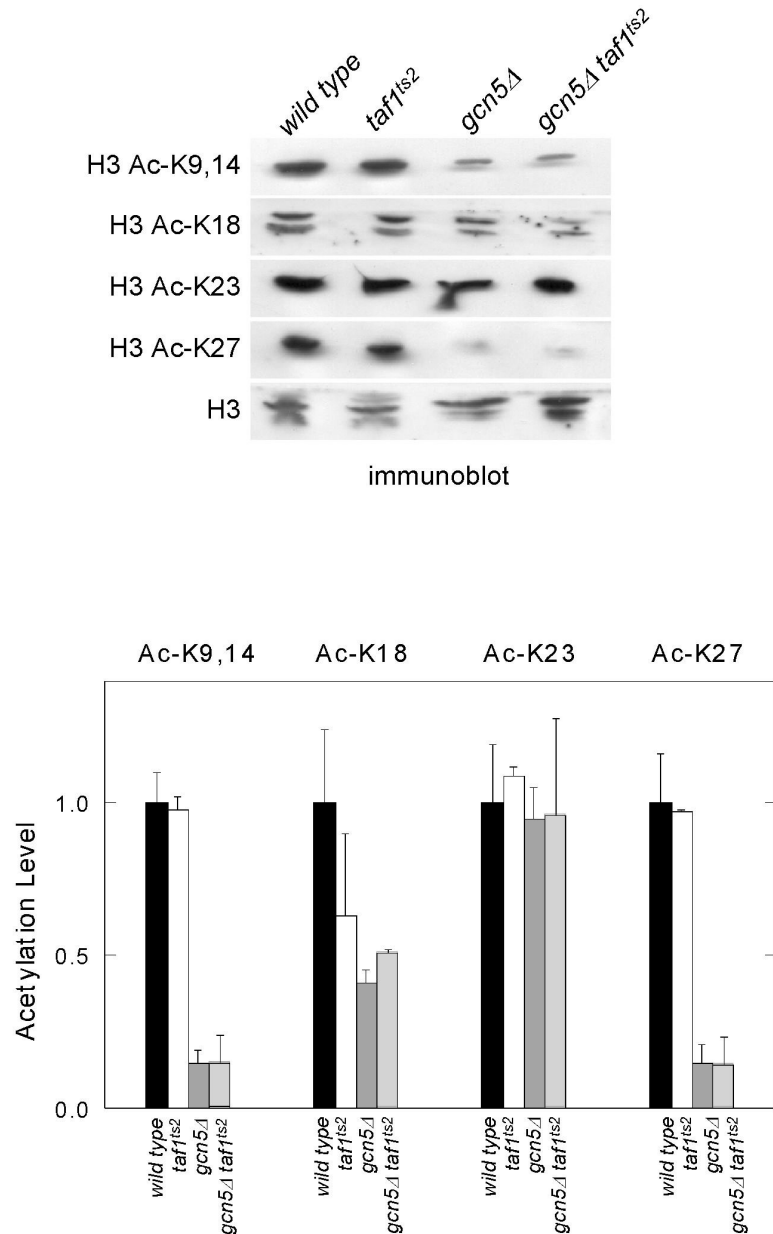 wild type taf1ts2 gcn5Δ gcn5Δ taf1ts2
H3 Ac-K9,14
H3 Ac-K18
H3 Ac-K23
H3 Ac-K27
H3
immunoblot
Ac-K9,14 Ac-K18 Ac-K23 Ac-K27
Acetylation Level
1.0
0.5
0.0
wild type taf1ts2 gcn5Δ gcn5Δ taf1ts2 wild type taf1ts2 gcn5Δ gcn5Δ taf1ts2 wild type taf1ts2 gcn5Δ gcn5Δ taf1ts2 wild type taf1ts2 gcn5Δ gcn5Δ taf1ts2